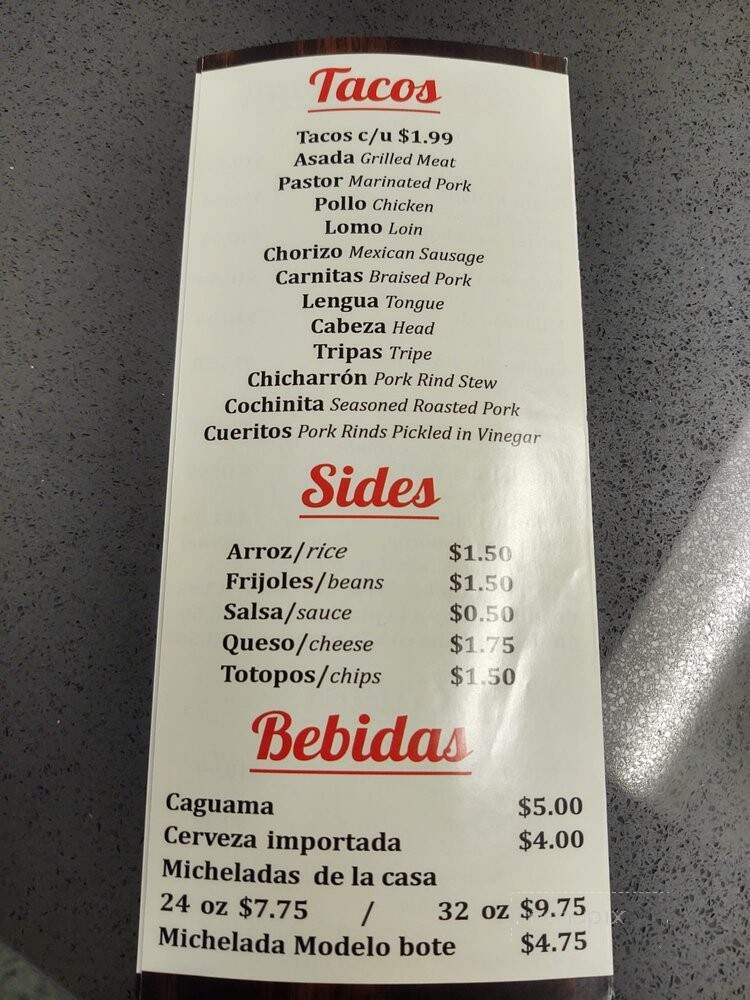 Tacos
Tacos c/u $1.99
Asada Grilled Meat
Pastor Marinated Pork
Pollo Chicken
Lomo Loin
Chorizo Mexican Sausage
Carnitas Braised Pork
Lengua Tongue
Cabeza Head
Tripas Tripe
Chicharrón Pork Rind Stew
Cochinita Seasoned Roasted Pork
Cueritos Pork Rinds Pickled in Vinegar
Sides
Arroz/rice $1.50
Frijoles/beans $1.50
Salsa/sauce $0.50
Queso/cheese $1.75
Totopos/chips $1.50
Bebidas
Caguama $5.00
Cerveza importada $4.00
Micheladas de la casa
24 oz $7.75 / 32 oz $9.75
Michelada Modelo bote $4.75